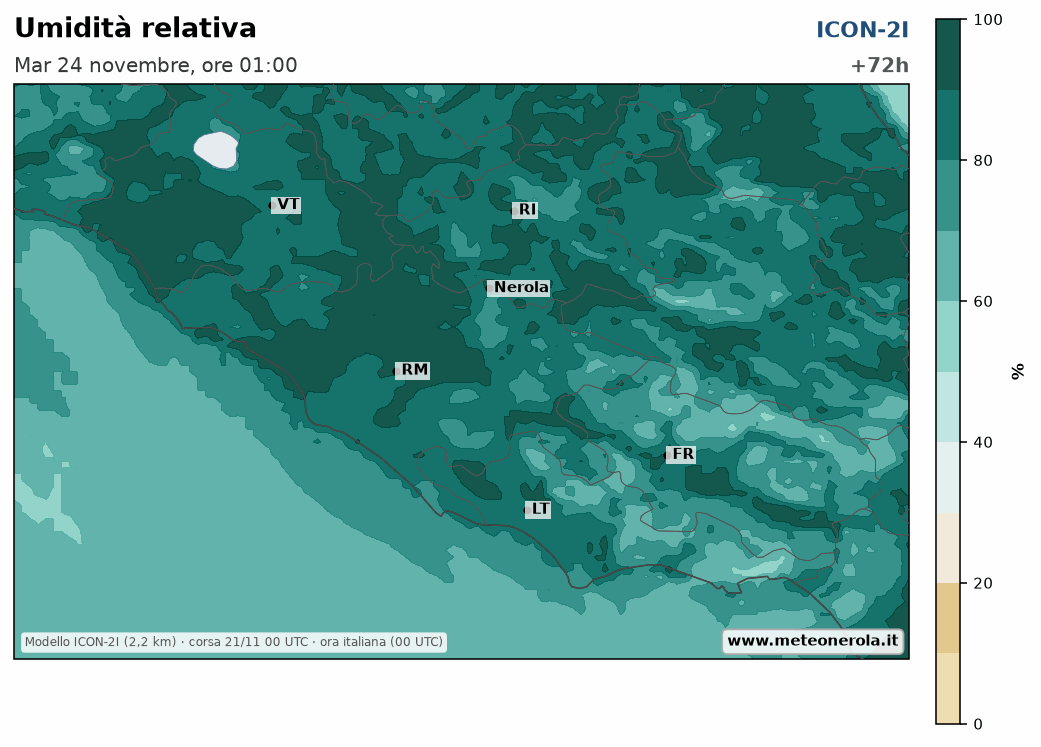 Umidità relativa
ICON-2I
Mar 24 novembre, ore 01:00
+72h
100
80
60
40
20
0
%
VT
RI
Nerola
RM
FR
LT
Modello ICON-2I (2,2 km) · corsa 21/11 00 UTC · ora italiana (00 UTC)
www.meteonerola.it